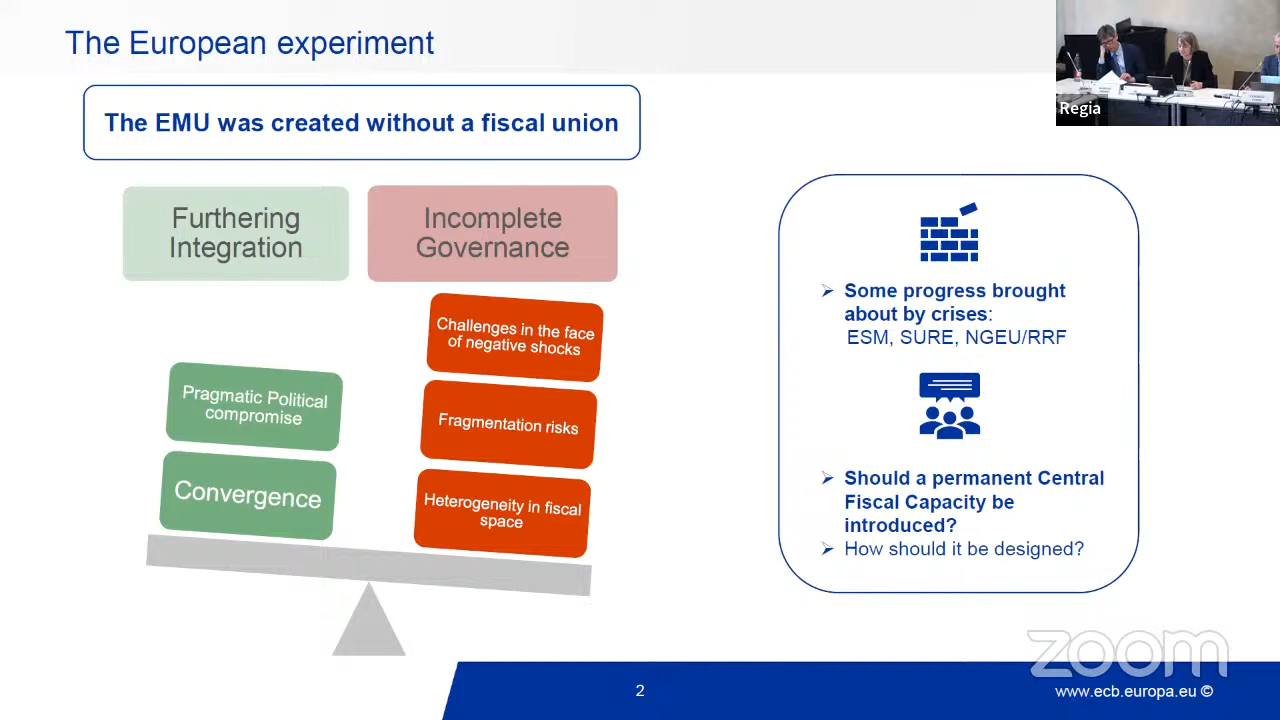 The European experiment
The EMU was created without a fiscal union
Furthering
Integration
Incomplete
Governance
Challenges in the face
of negative shocks
Pragmatic Political
compromise
Fragmentation risks
Convergence
Heterogeneity in fiscal
space
➢ Some progress brought
about by crises:
ESM, SURE, NGEU/RRF
➢ Should a permanent Central
Fiscal Capacity be
introduced?
➢ How should it be designed?
Regia
zoom
2
www.ecb.europa.eu ©